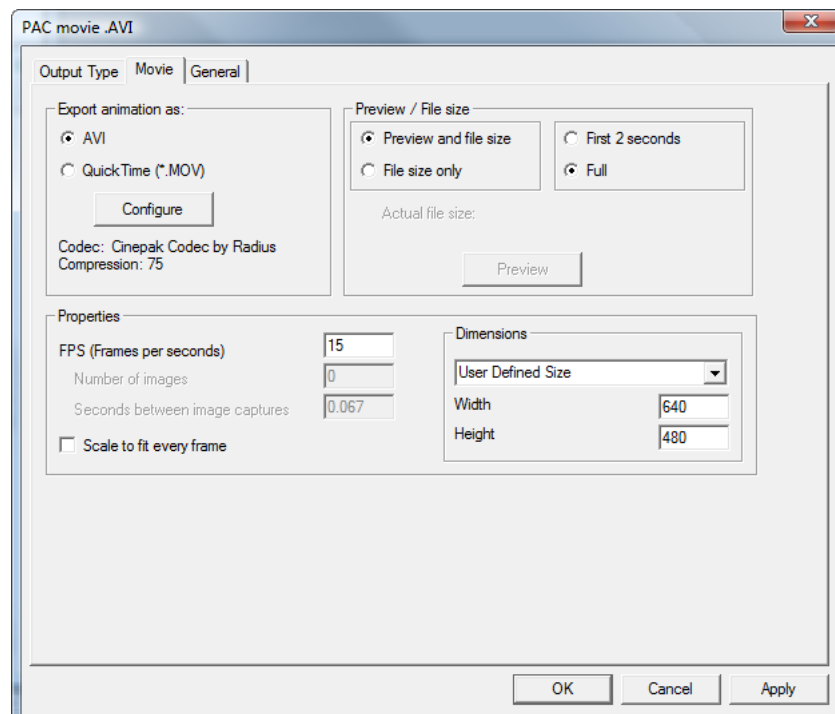 PAC movie .AVI
Output Type Movie General
Export animation as:
AVI
QuickTime (*.MOV)
Configure
Codec: Cinepak Codec by Radius
Compression: 75
Preview / File size
Preview and file size
File size only
First 2 seconds
Full
Actual file size:
Preview
Properties
FPS (Frames per seconds) 15
Number of images 0
Seconds between image captures 0.067
Scale to fit every frame
Dimensions
User Defined Size
Width 640
Height 480
OK Cancel Apply